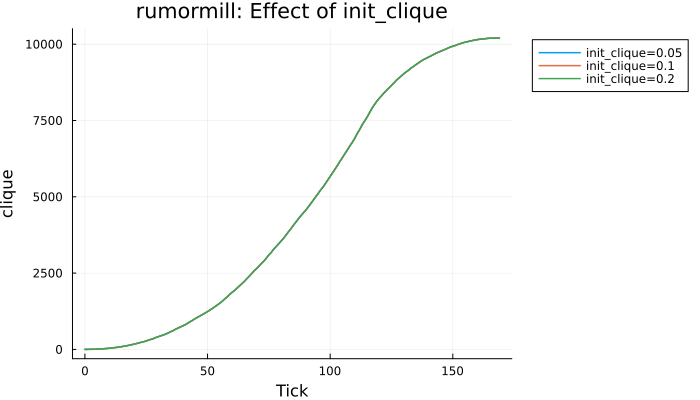 rumormill: Effect of init_clique
init_clique=0.05
init_clique=0.1
init_clique=0.2
clique
10000
7500
5000
2500
0
0 50 100 150
Tick